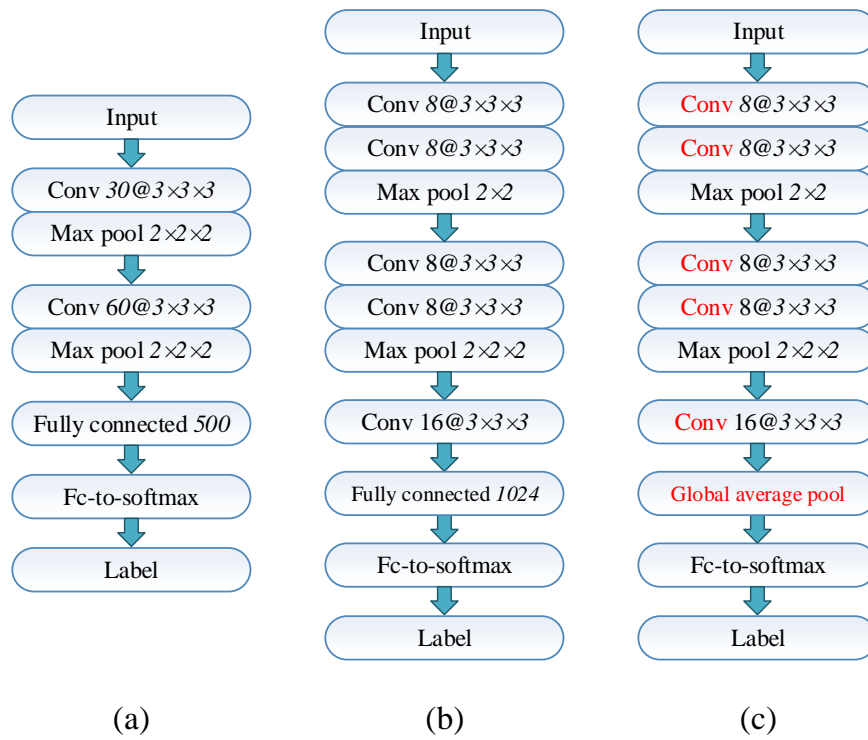 Input
Conv 30@3×3×3
Max pool 2×2×2
Conv 60@3×3×3
Max pool 2×2×2
Fully connected 500
Fc-to-softmax
Label
(a)
Input
Conv 8@3×3×3
Conv 8@3×3×3
Max pool 2×2
Conv 8@3×3×3
Conv 8@3×3×3
Max pool 2×2×2
Conv 16@3×3×3
Fully connected 1024
Fc-to-softmax
Label
(b)
Input
Conv 8@3×3×3
Conv 8@3×3×3
Max pool 2×2
Conv 8@3×3×3
Conv 8@3×3×3
Max pool 2×2×2
Conv 16@3×3×3
Global average pool
Fc-to-softmax
Label
(c)